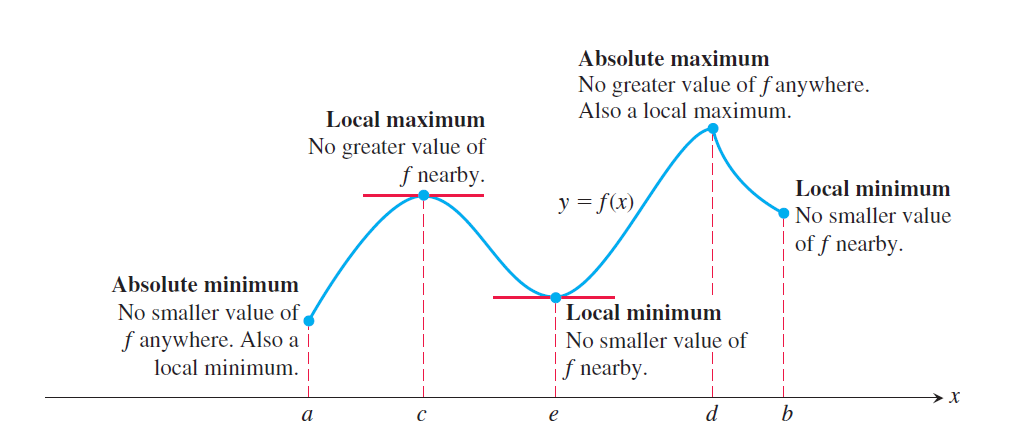 Absolute maximum
No greater value of f anywhere.
Also a local maximum.
Local maximum
No greater value of
f nearby.
y = f(x)
Local minimum
No smaller value
of f nearby.
Absolute minimum
No smaller value of
f anywhere. Also a
local minimum.
Local minimum
No smaller value of
f nearby.
x
a
c
e
d
b